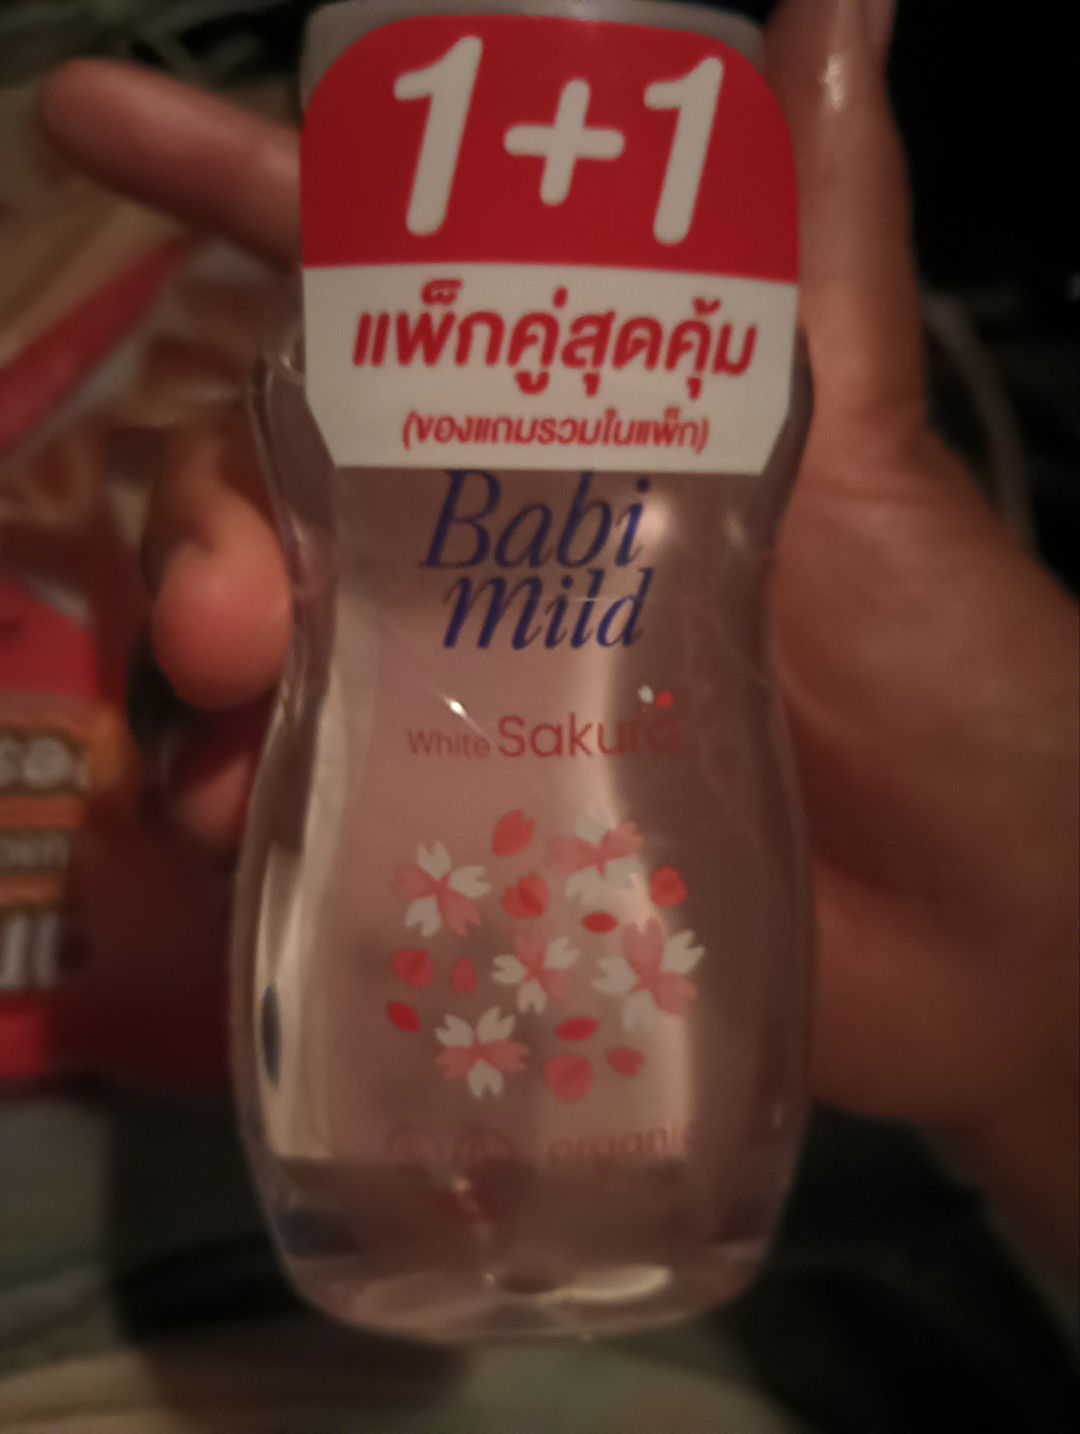 1+1
แพ็กคู่สุดคุ้ม
(ของแถมรวมในแพ็ก)
Babi
mild
White Sakura
organic